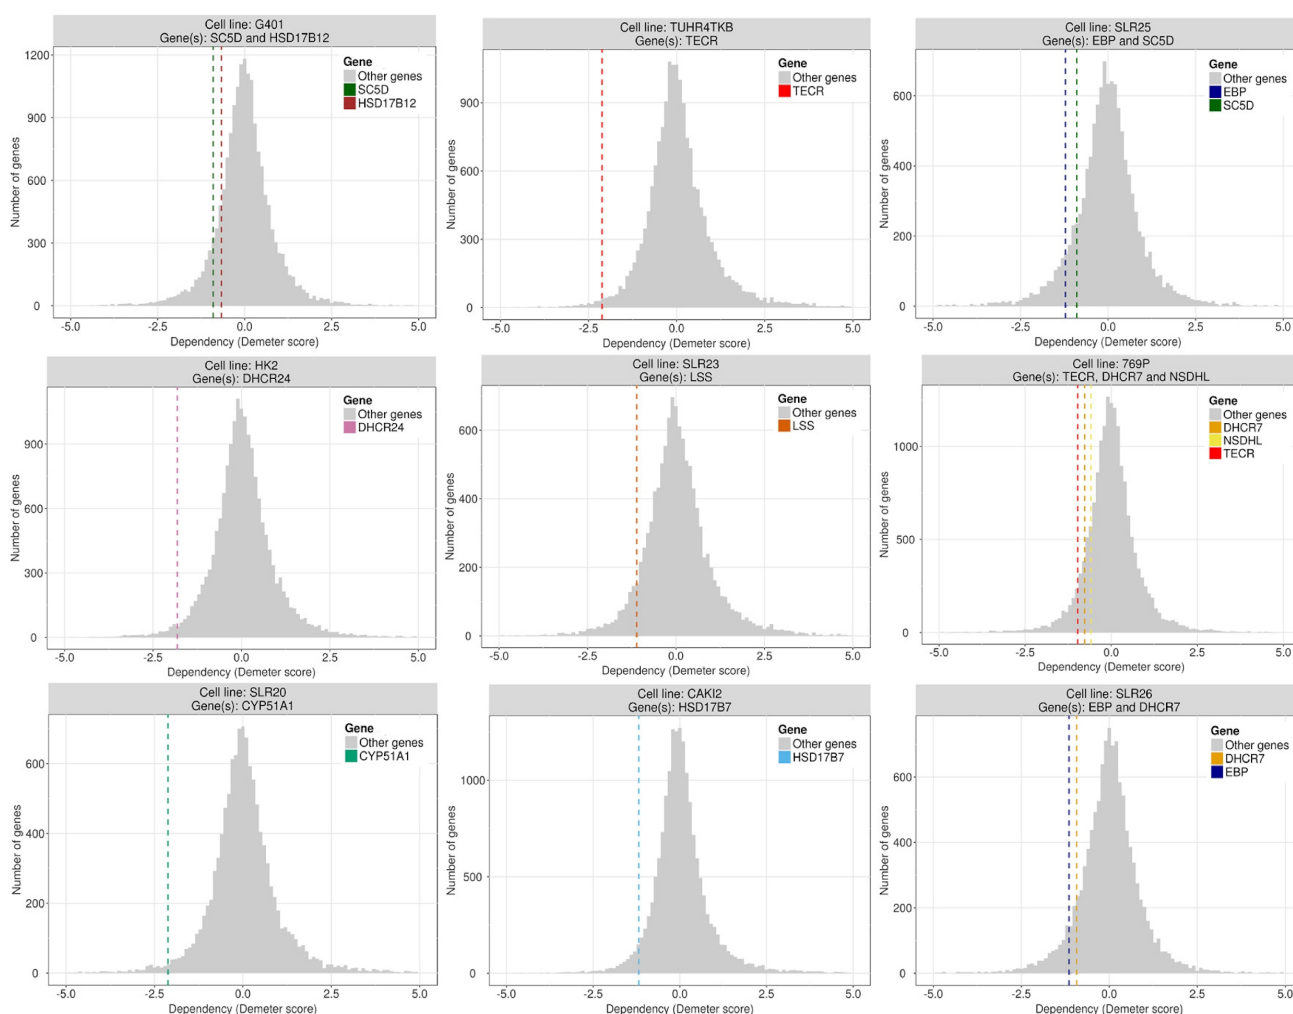 Cell line: G401
Gene(s): SC5D and HSD17B12
Gene
Other genes
SC5D
HSD17B12
1200
900
600
300
0
Number of genes
-5.0 -2.5 0.0 2.5 5.0
Dependency (Demeter score)
Cell line: TUHR4TKB
Gene(s): TECR
Gene
Other genes
TECR
900
600
300
0
Number of genes
-5.0 -2.5 0.0 2.5 5.0
Dependency (Demeter score)
Cell line: SLR25
Gene(s): EBP and SC5D
Gene
Other genes
EBP
SC5D
600
400
200
0
Number of genes
-5.0 -2.5 0.0 2.5 5.0
Dependency (Demeter score)
Cell line: HK2
Gene(s): DHCR24
Gene
Other genes
DHCR24
900
600
300
0
Number of genes
-5.0 -2.5 0.0 2.5 5.0
Dependency (Demeter score)
Cell line: SLR23
Gene(s): LSS
Gene
Other genes
LSS
600
400
200
0
Number of genes
-5.0 -2.5 0.0 2.5 5.0
Dependency (Demeter score)
Cell line: 769P
Gene(s): TECR, DHCR7 and NSDHL
Gene
Other genes
DHCR7
NSDHL
TECR
1000
500
0
Number of genes
-5.0 -2.5 0.0 2.5 5.0
Dependency (Demeter score)
Cell line: SLR20
Gene(s): CYP51A1
Gene
Other genes
CYP51A1
600
400
200
0
Number of genes
-5.0 -2.5 0.0 2.5 5.0
Dependency (Demeter score)
Cell line: CAKI2
Gene(s): HSD17B7
Gene
Other genes
HSD17B7
1000
500
0
Number of genes
-5.0 -2.5 0.0 2.5 5.0
Dependency (Demeter score)
Cell line: SLR26
Gene(s): EBP and DHCR7
Gene
Other genes
DHCR7
EBP
600
400
200
0
Number of genes
-5.0 -2.5 0.0 2.5 5.0
Dependency (Demeter score)